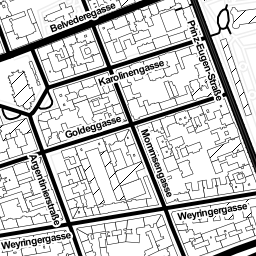 Belvederegasse
Prinz-Eugen-Straße
Karolinengasse
Goldeggasse
Mommsengasse
Argentinierstraße
Weyringergasse
Weyringergasse